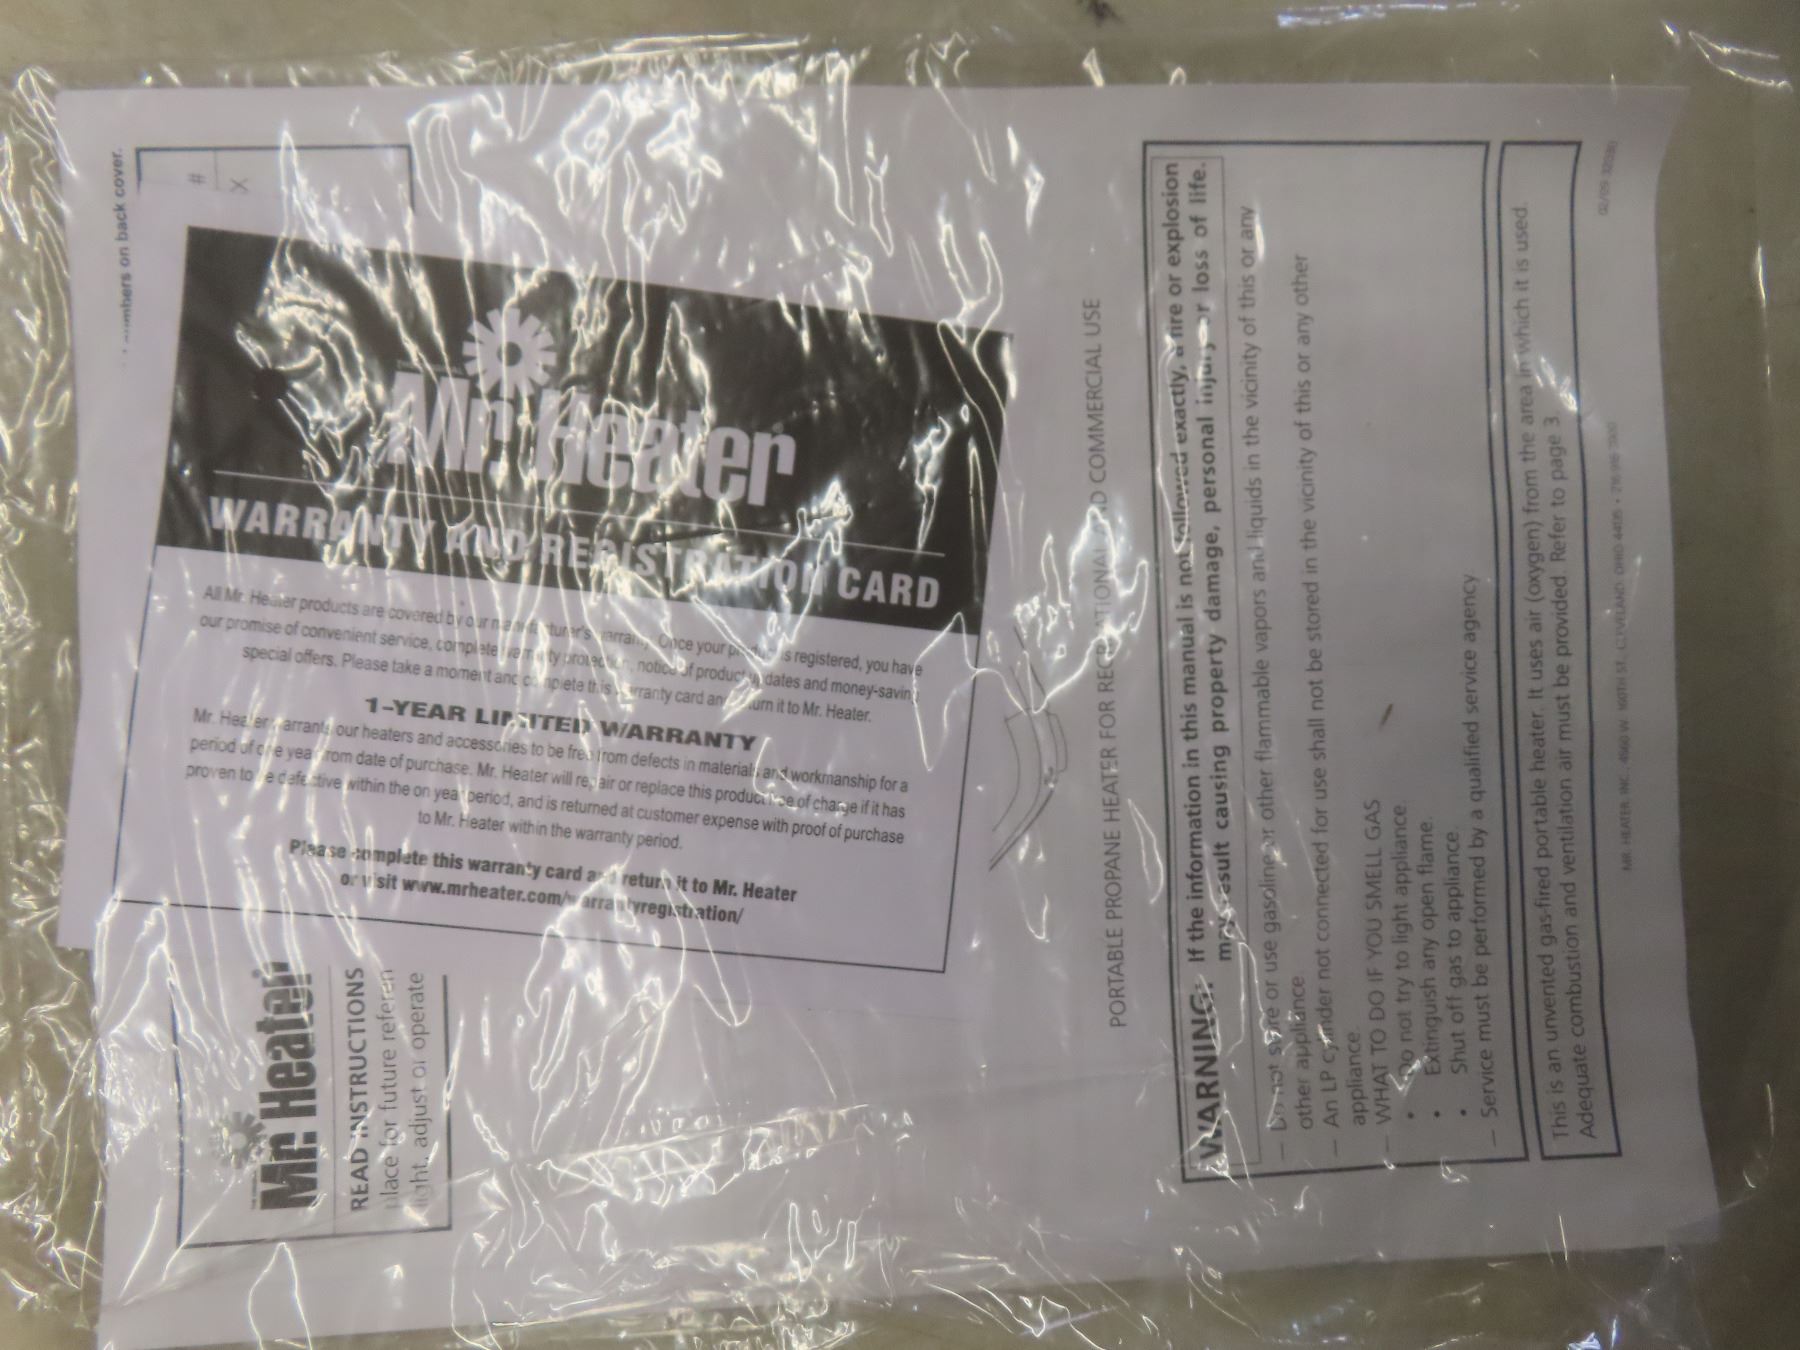 Mr. Heater
WARRANTY AND REGISTRATION CARD
All Mr. Heater products are covered by our manufacturer's warranty. Once your product is registered, you have
our promise of convenient service, complete warranty protection, notice of product updates and money-saving
special offers. Please take a moment and complete this warranty card and return it to Mr. Heater.
1-YEAR LIMITED WARRANTY
Mr. Heater warrants our heaters and accessories to be free from defects in materials and workmanship for a
period of one year from date of purchase. Mr. Heater will repair or replace this product free of charge if it has
proven to be defective within the on year period, and is returned at customer expense with proof of purchase
to Mr. Heater within the warranty period.
Please complete this warranty card and return it to Mr. Heater
or visit www.mrheater.com/warrantyregistration/
on back cover.
#
X
Mr. Heater
READ INSTRUCTIONS
place for future referen
light, adjust or operate
PORTABLE PROPANE HEATER FOR RECREATIONAL AND COMMERCIAL USE
WARNING: If the information in this manual is not followed exactly, a fire or explosion
may result causing property damage, personal injury or loss of life.
— Do not store or use gasoline or other flammable vapors and liquids in the vicinity of this or any
other appliance.
— An LP cylinder not connected for use shall not be stored in the vicinity of this or any other
appliance.
— WHAT TO DO IF YOU SMELL GAS
• Do not try to light appliance.
• Extinguish any open flame.
• Shut off gas to appliance.
— Service must be performed by a qualified service agency.
This is an unvented gas-fired portable heater. It uses air (oxygen) from the area in which it is used.
Adequate combustion and ventilation air must be provided. Refer to page 3.
MR. HEATER, INC. 4560 W. 160TH ST. CLEVELAND, OHIO 44135 •